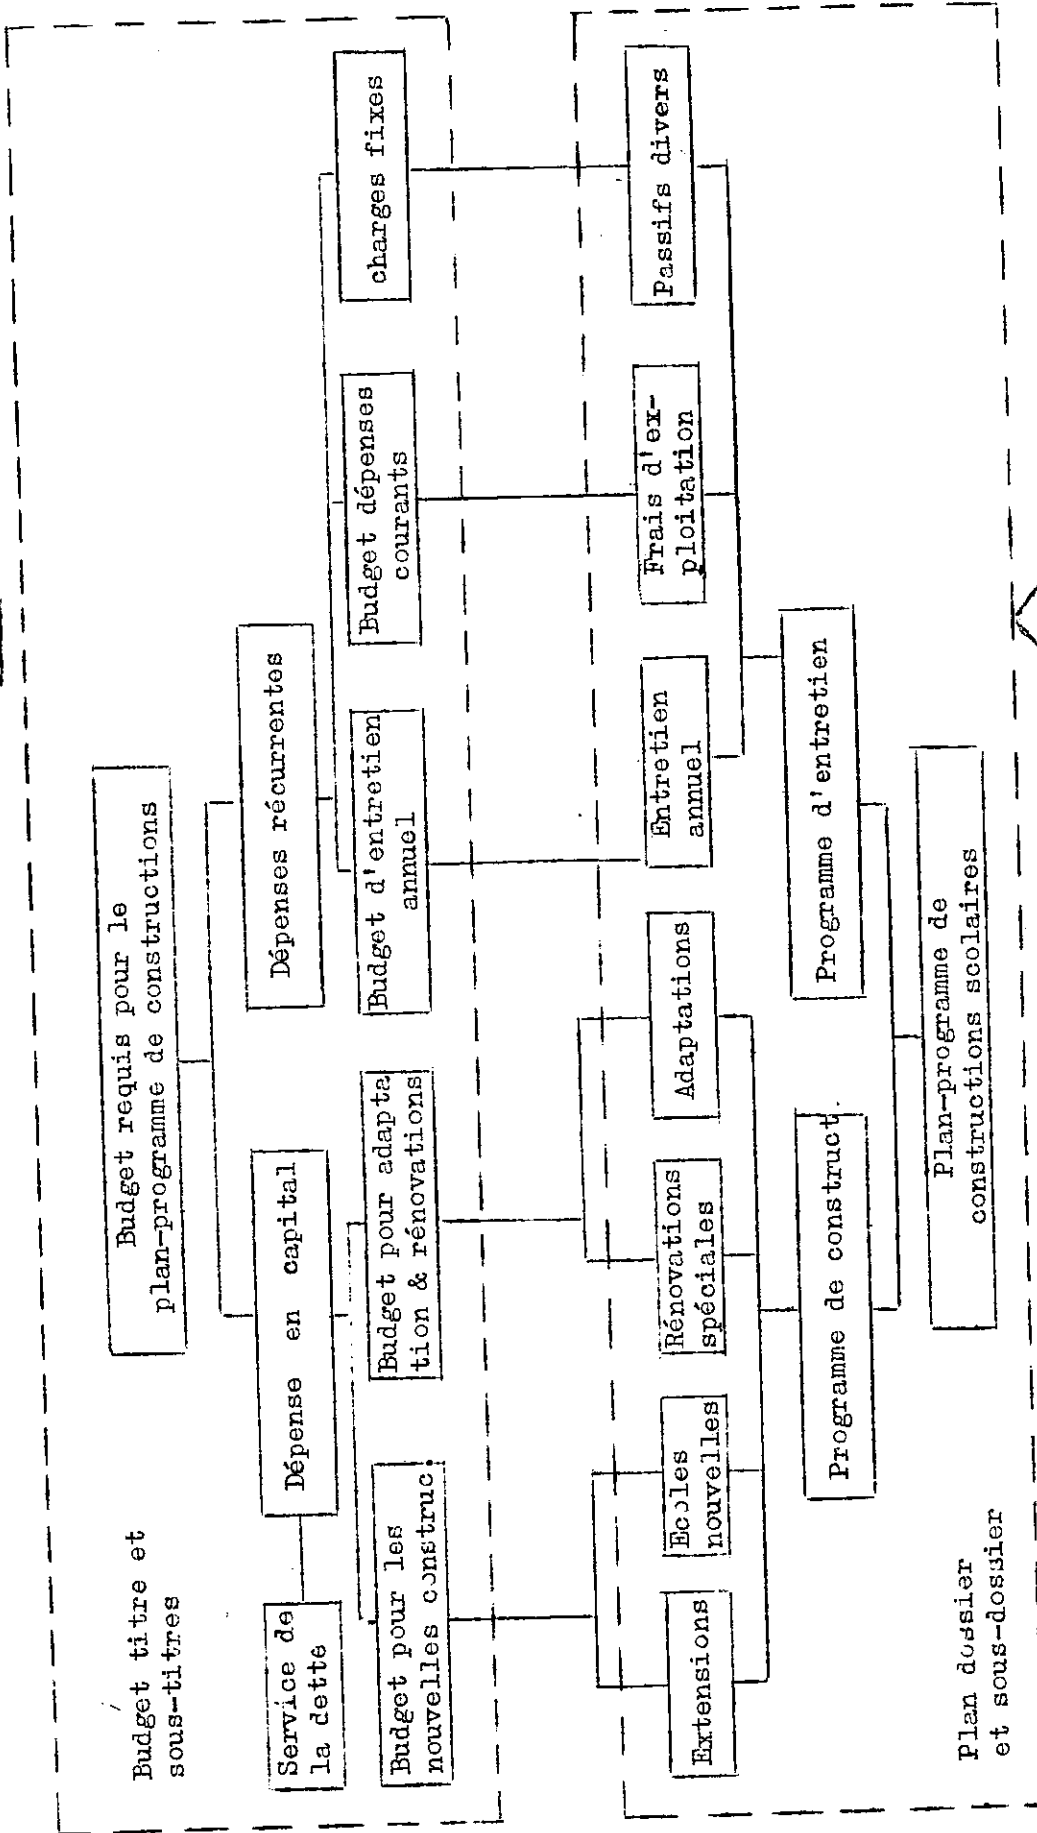 Budget titre et
sous-titres
Budget requis pour le
plan-programme de constructions
Service de
la dette
Dépense en capital
Dépenses récurrentes
Budget pour les
nouvelles construc.
Budget pour adapta
tion & rénovations
Budget d'entretien
annuel
Budget dépenses
courants
charges fixes
Extensions
Ecoles
nouvelles
Rénovations
spéciales
Adaptations
Entretien
annuel
Frais d'ex-
ploitation
Passifs divers
Programme de construct.
Programme d'entretien
Plan-programme de
constructions scolaires
Plan dossier
et sous-dossier